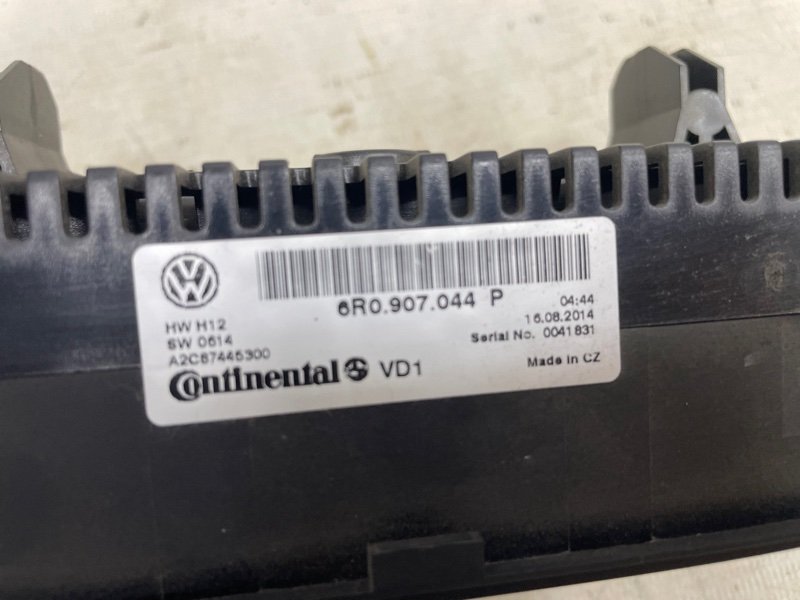 6R0.907.044 P
04:44
16.08.2014
Serial No. 0041831
HW H12
SW 0614
A2C87445300
Continental VD1
Made in CZ